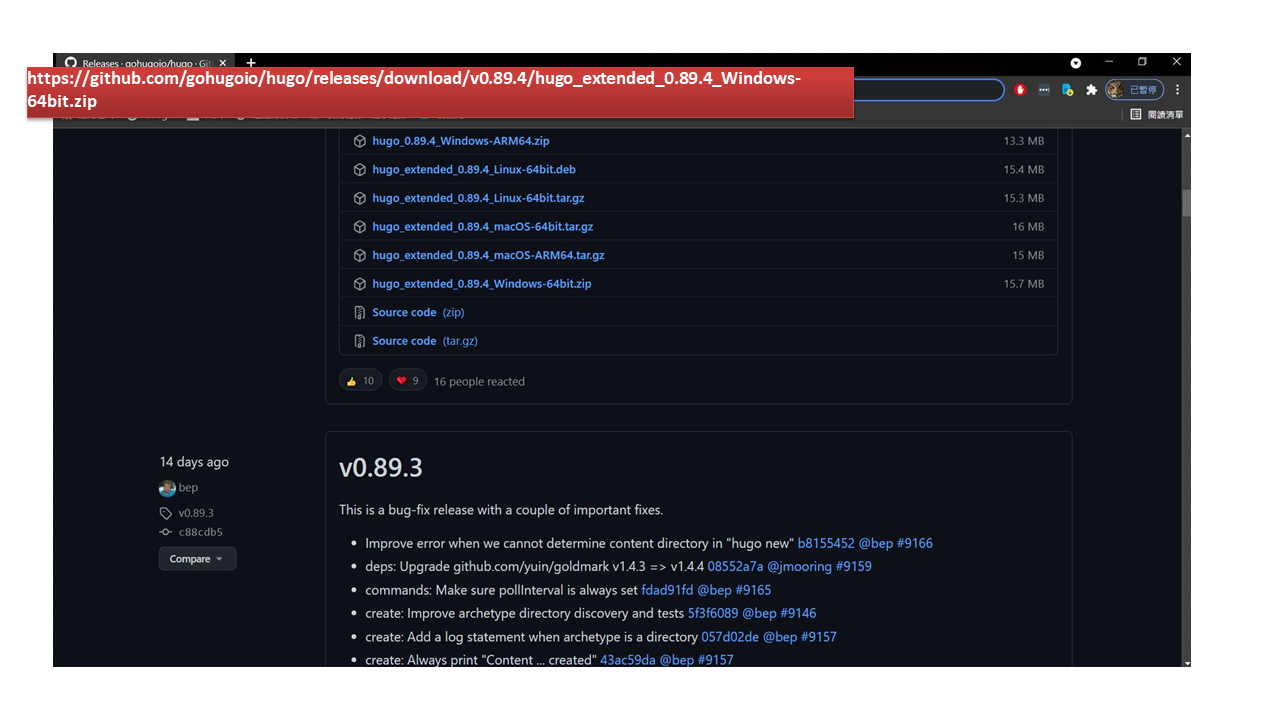 Releases · gohugoio/hugo · Git
https://github.com/gohugoio/hugo/releases/download/v0.89.4/hugo_extended_0.89.4_Windows-
64bit.zip
已暫停
閱讀清單
hugo_0.89.4_Windows-ARM64.zip 13.3 MB
hugo_extended_0.89.4_Linux-64bit.deb 15.4 MB
hugo_extended_0.89.4_Linux-64bit.tar.gz 15.3 MB
hugo_extended_0.89.4_macOS-64bit.tar.gz 16 MB
hugo_extended_0.89.4_macOS-ARM64.tar.gz 15 MB
hugo_extended_0.89.4_Windows-64bit.zip 15.7 MB
Source code (zip)
Source code (tar.gz)
10 9 16 people reacted
14 days ago
bep
v0.89.3
c88cdb5
Compare
v0.89.3
This is a bug-fix release with a couple of important fixes.
• Improve error when we cannot determine content directory in "hugo new" b8155452 @bep #9166
• deps: Upgrade github.com/yuin/goldmark v1.4.3 => v1.4.4 08552a7a @jmooring #9159
• commands: Make sure pollInterval is always set fdad91fd @bep #9165
• create: Improve archetype directory discovery and tests 5f3f6089 @bep #9146
• create: Add a log statement when archetype is a directory 057d02de @bep #9157
• create: Always print "Content ... created" 43ac59da @bep #9157